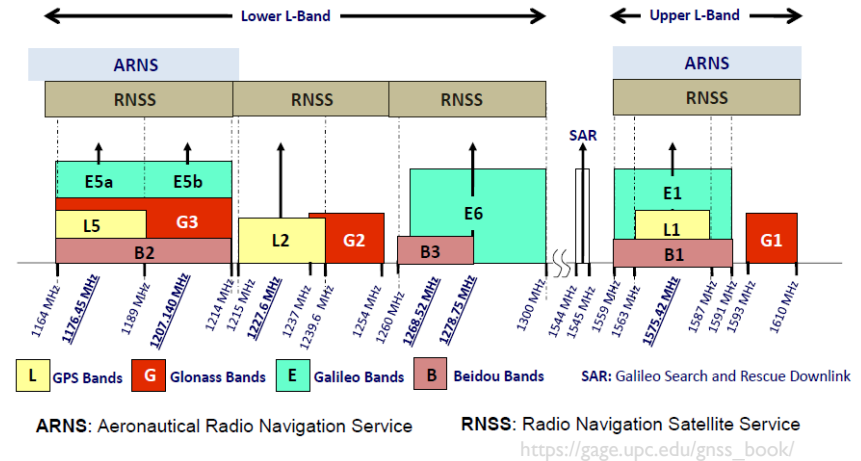 Lower L-Band
Upper L-Band
ARNS
ARNS
RNSS
RNSS
RNSS
RNSS
SAR
E5a
E5b
E6
E1
L5
G3
L2
G2
L1
G1
B2
B3
B1
1164 MHz
1176.45 MHz
1189 MHz
1207.140 MHz
1214 MHz
1215 MHz
1227.6 MHz
1237 MHz
1239.6 MHz
1254 MHz
1260 MHz
1268.52 MHz
1278.75 MHz
1300 MHz
1544 MHz
1545 MHz
1559 MHz
1563 MHz
1575.42 MHz
1587 MHz
1591 MHz
1593 MHz
1610 MHz
L GPS Bands G Glonass Bands E Galileo Bands B Beidou Bands SAR: Galileo Search and Rescue Downlink
ARNS: Aeronautical Radio Navigation Service RNSS: Radio Navigation Satellite Service
https://gage.upc.edu/gnss_book/